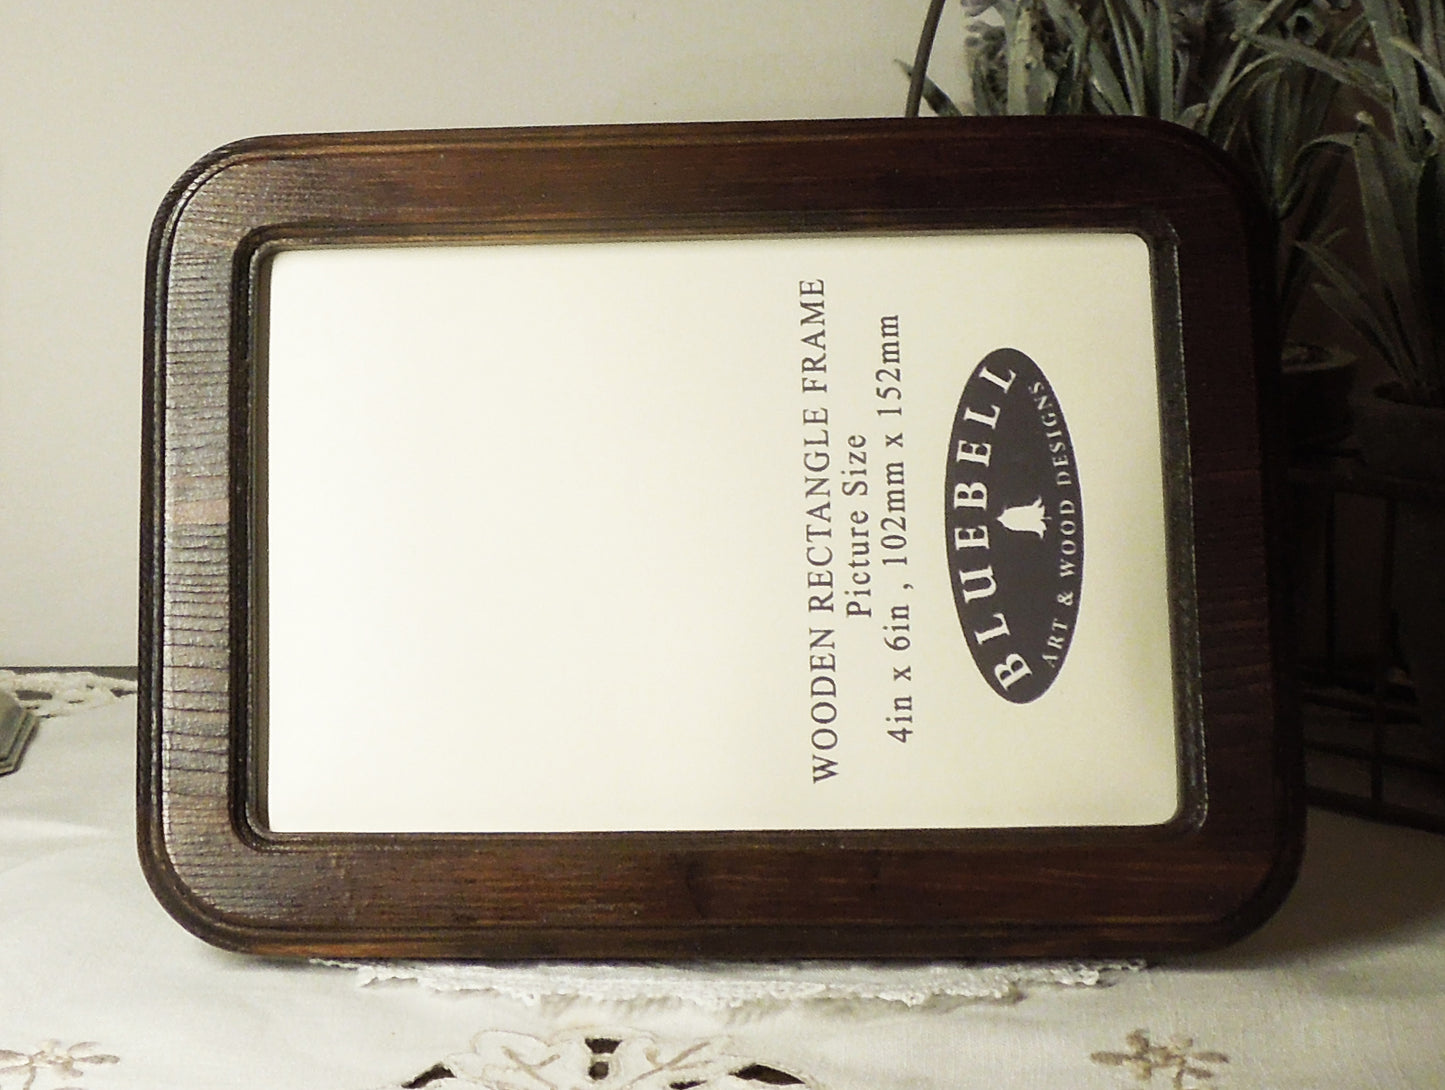 WOODEN RECTANGLE FRAME
Picture Size
4in x 6in , 102mm x 152mm
BLUEBELL
ART & WOOD DESIGNS